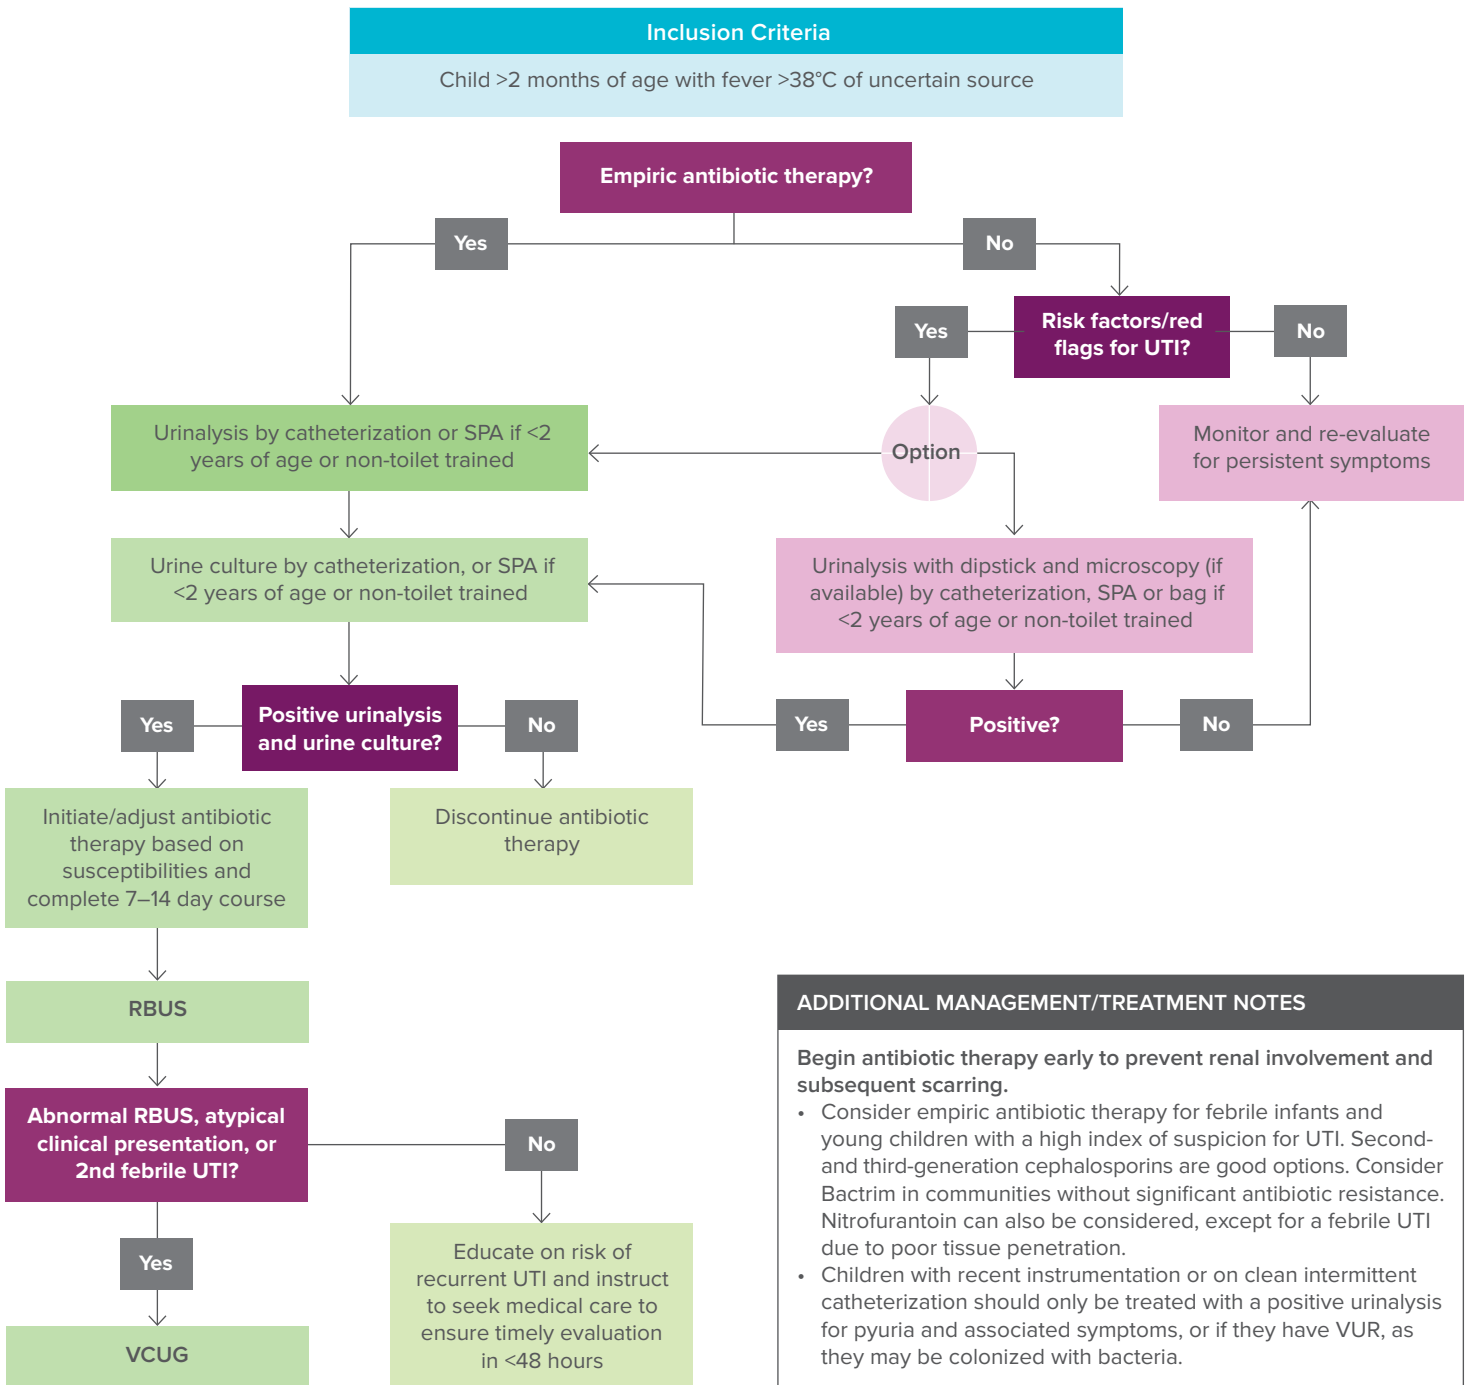 Inclusion Criteria
Child >2 months of age with fever >38°C of uncertain source
Empiric antibiotic therapy?
Yes
No
Risk factors/red
flags for UTI?
Yes
No
Urinalysis by catheterization or SPA if <2
years of age or non-toilet trained
Option
Monitor and re-evaluate
for persistent symptoms
Urine culture by catheterization, or SPA if
<2 years of age or non-toilet trained
Urinalysis with dipstick and microscopy (if
available) by catheterization, SPA or bag if
<2 years of age or non-toilet trained
Positive urinalysis
and urine culture?
Yes
No
Positive?
Yes
No
Initiate/adjust antibiotic
therapy based on
susceptibilities and
complete 7–14 day course
Discontinue antibiotic
therapy
RBUS
Abnormal RBUS, atypical
clinical presentation, or
2nd febrile UTI?
No
Yes
Educate on risk of
recurrent UTI and instruct
to seek medical care to
ensure timely evaluation
in <48 hours
VCUG
ADDITIONAL MANAGEMENT/TREATMENT NOTES
Begin antibiotic therapy early to prevent renal involvement and
subsequent scarring.
• Consider empiric antibiotic therapy for febrile infants and
young children with a high index of suspicion for UTI. Second-
and third-generation cephalosporins are good options. Consider
Bactrim in communities without significant antibiotic resistance.
Nitrofurantoin can also be considered, except for a febrile UTI
due to poor tissue penetration.
• Children with recent instrumentation or on clean intermittent
catheterization should only be treated with a positive urinalysis
for pyuria and associated symptoms, or if they have VUR, as
they may be colonized with bacteria.